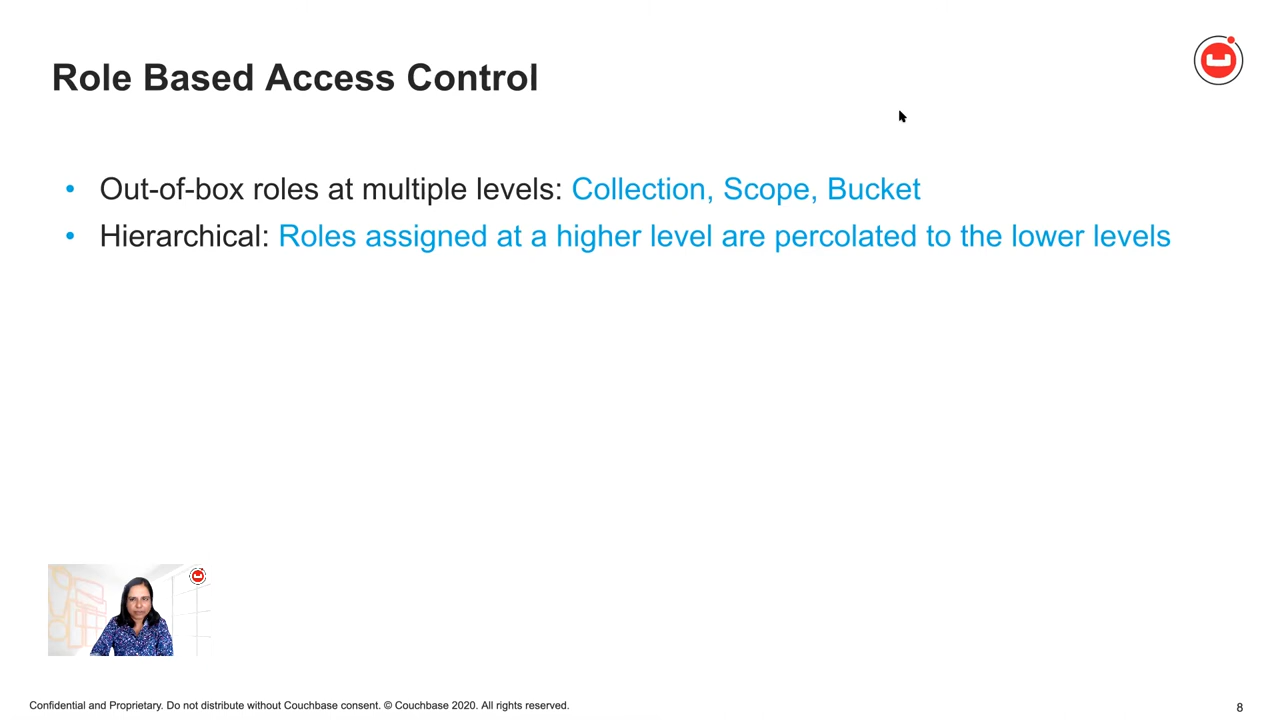 Role Based Access Control
• Out-of-box roles at multiple levels: Collection, Scope, Bucket
• Hierarchical: Roles assigned at a higher level are percolated to the lower levels
Confidential and Proprietary. Do not distribute without Couchbase consent. © Couchbase 2020. All rights reserved.
8